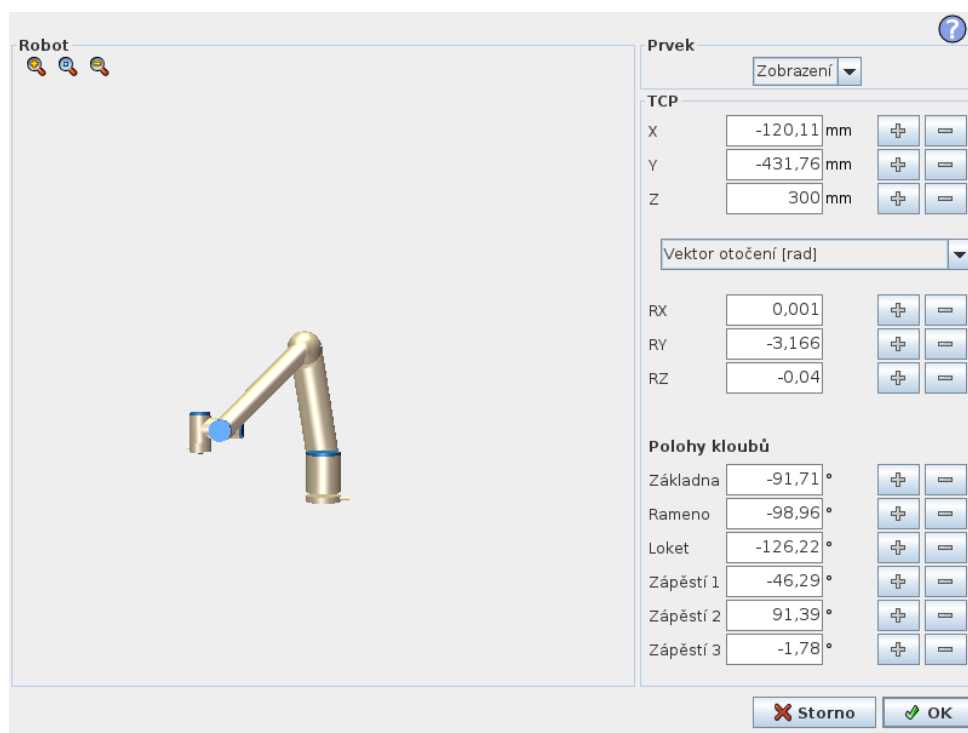 Robot
Prvek
Zobrazení
TCP
X -120,11 mm
Y -431,76 mm
Z 300 mm
Vektor otočení [rad]
RX 0,001
RY -3,166
RZ -0,04
Polohy kloubů
Základna -91,71 °
Rameno -98,96 °
Loket -126,22 °
Zápěstí 1 -46,29 °
Zápěstí 2 91,39 °
Zápěstí 3 -1,78 °
Storno OK